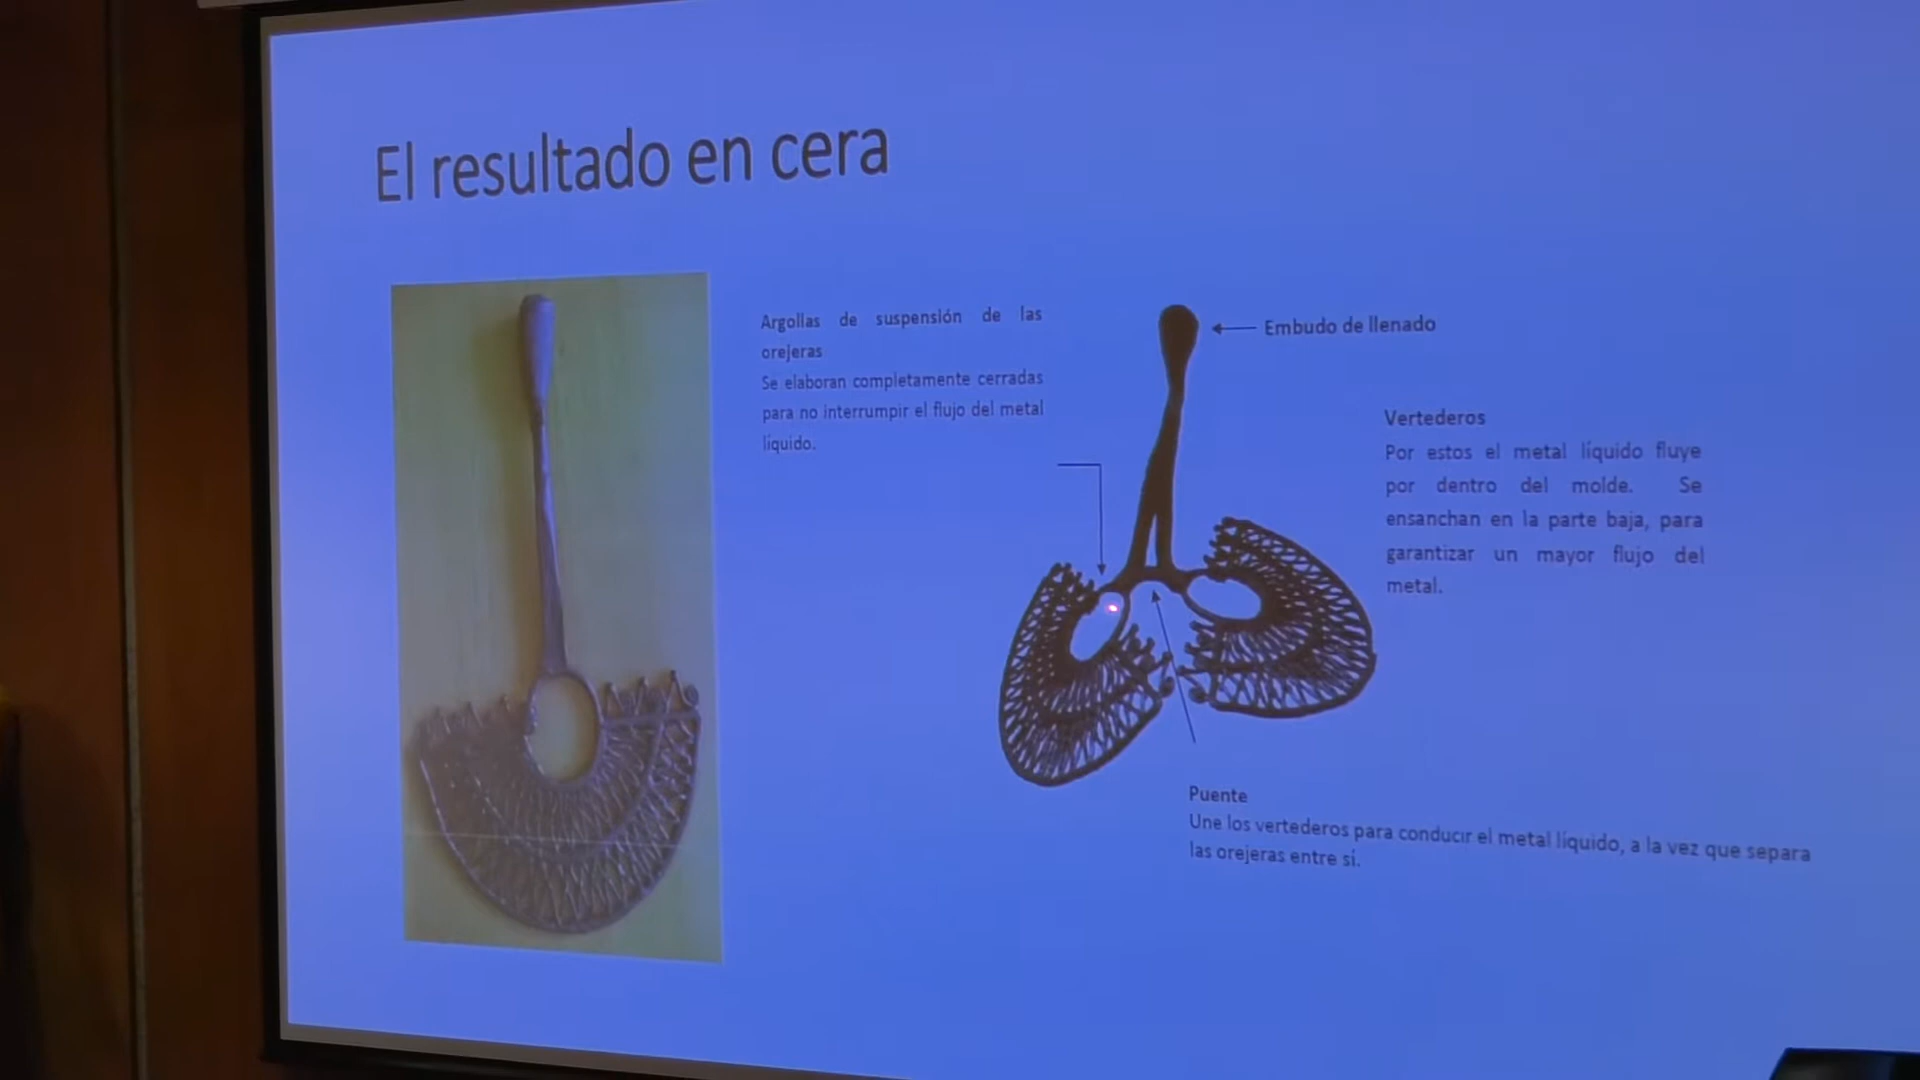 El resultado en cera
Argollas de suspensión de las
orejeras
Se elaboran completamente cerradas
para no interrumpir el flujo del metal
líquido.
Embudo de llenado
Vertederos
Por estos el metal líquido fluye
por dentro del molde. Se
ensanchan en la parte baja, para
garantizar un mayor flujo del
metal.
Puente
Une los vertederos para conducir el metal líquido, a la vez que separa
las orejeras entre sí.